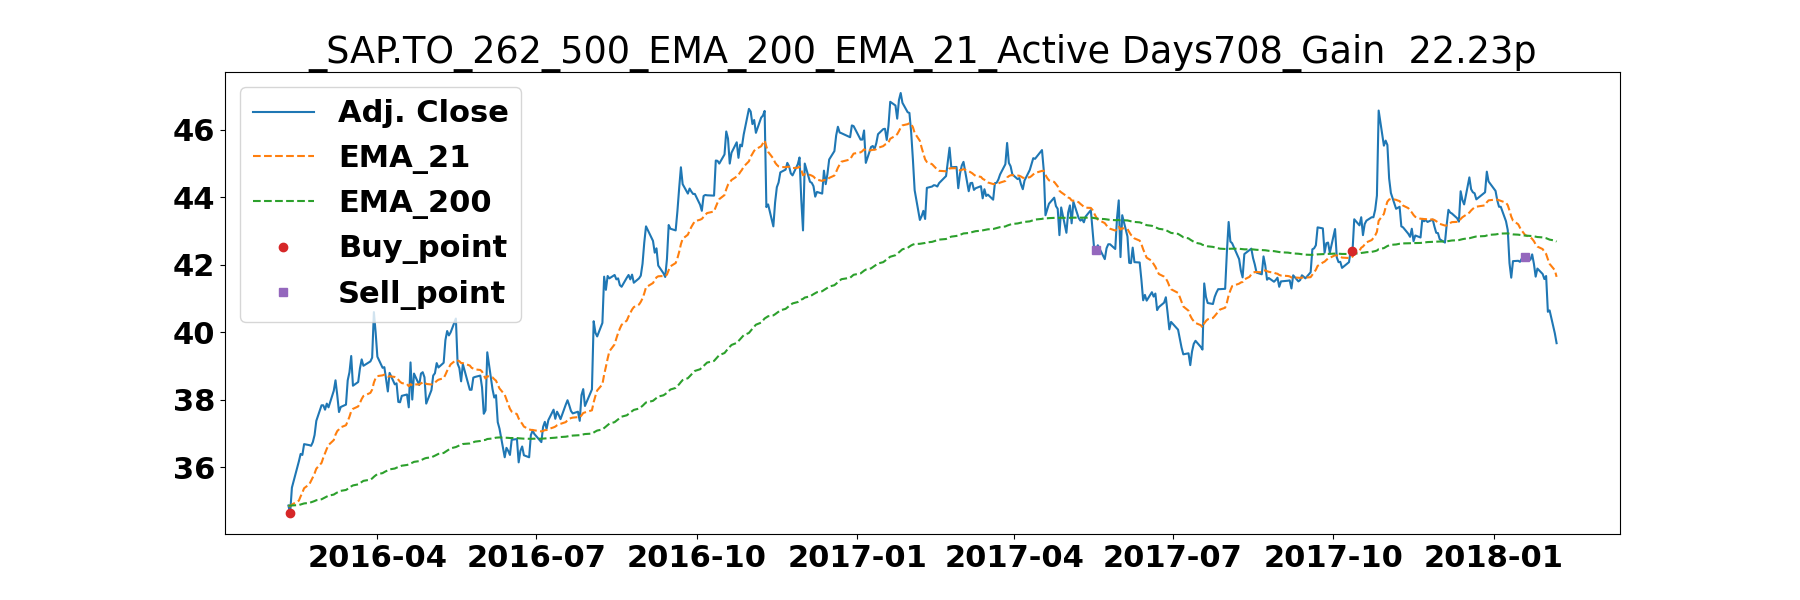 _SAP.TO_262_500_EMA_200_EMA_21_Active Days708_Gain  22.23p
Adj. Close
EMA_21
EMA_200
Buy_point
Sell_point
46
44
42
40
38
36
2016-04 2016-07 2016-10 2017-01 2017-04 2017-07 2017-10 2018-01